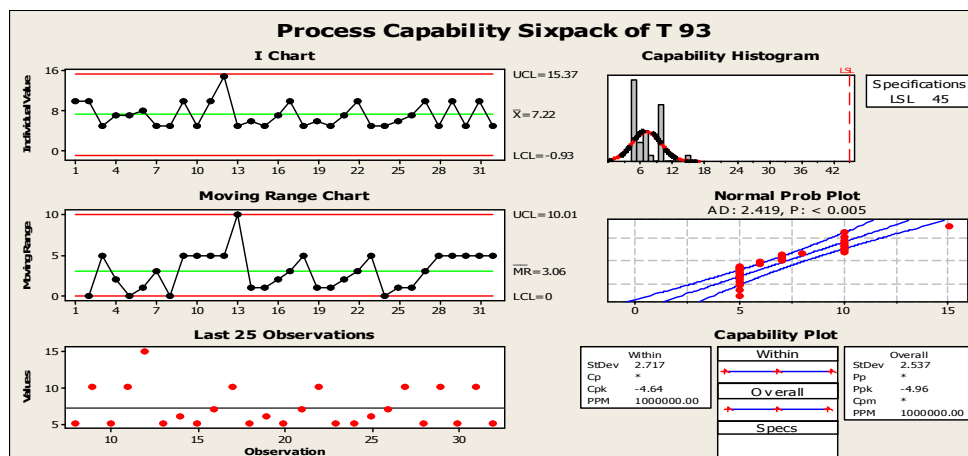 Process Capability Sixpack of T 93
I Chart
Individual Value
16
8
0
UCL=15.37
X̄=7.22
LCL=-0.93
1 4 7 10 13 16 19 22 25 28 31
Capability Histogram
LSL
6 12 18 24 30 36 42
Specifications
LSL 45
Moving Range Chart
Moving Range
10
5
0
UCL=10.01
M̄R̄=3.06
LCL=0
1 4 7 10 13 16 19 22 25 28 31
Normal Prob Plot
AD: 2.419, P: < 0.005
0 5 10 15
Last 25 Observations
Values
15
10
5
10 15 20 25 30
Observation
Capability Plot
Within
StDev 2.717
Cp *
Cpk -4.64
PPM 1000000.00
Within
Overall
Specs
Overall
StDev 2.537
Pp *
Ppk -4.96
Cpm *
PPM 1000000.00